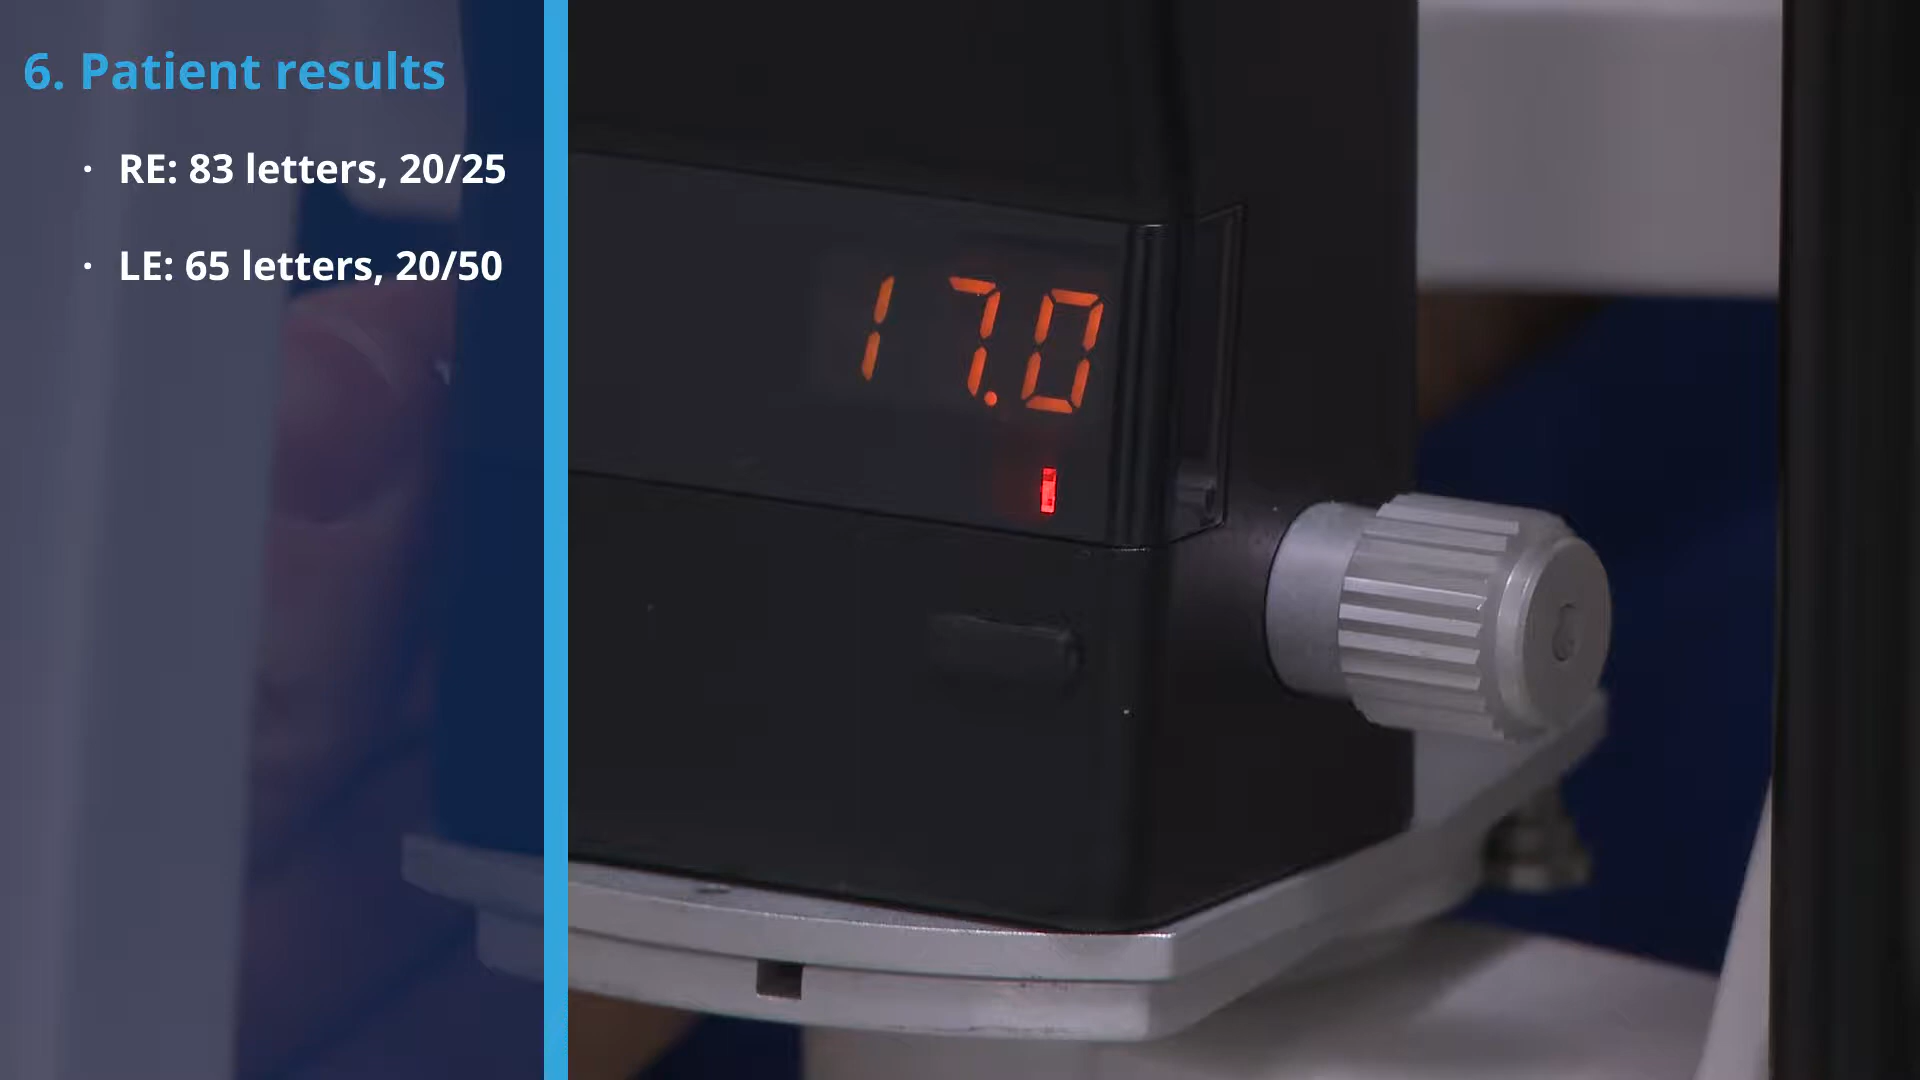 6. Patient results
· RE: 83 letters, 20/25
· LE: 65 letters, 20/50
17.0